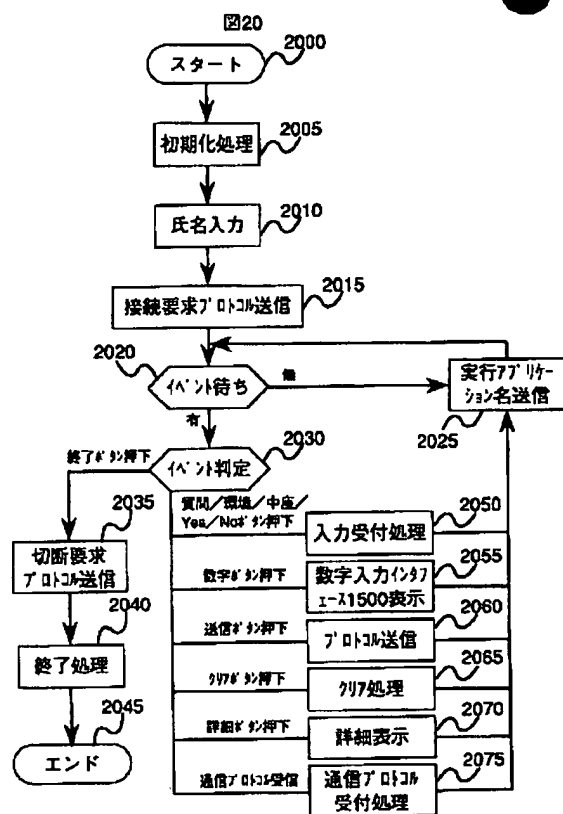 図20
スタート
2000
初期化処理
2005
氏名入力
2010
接続要求プロトコル送信
2015
2020
イベント待ち
無
実行アプリケー
ション名送信
2025
有
イベント判定
2030
終了ボタン押下
2035
切断要求
プロトコル送信
2040
終了処理
2045
エンド
質問/環境/中座/
Yes/Noボタン押下
入力受付処理
2050
数字ボタン押下
数字入力インタフ
ェース1500表示
2055
送信ボタン押下
プロトコル送信
2060
クリアボタン押下
クリア処理
2065
詳細ボタン押下
詳細表示
2070
通信プロトコル受信
通信プロトコル
受付処理
2075